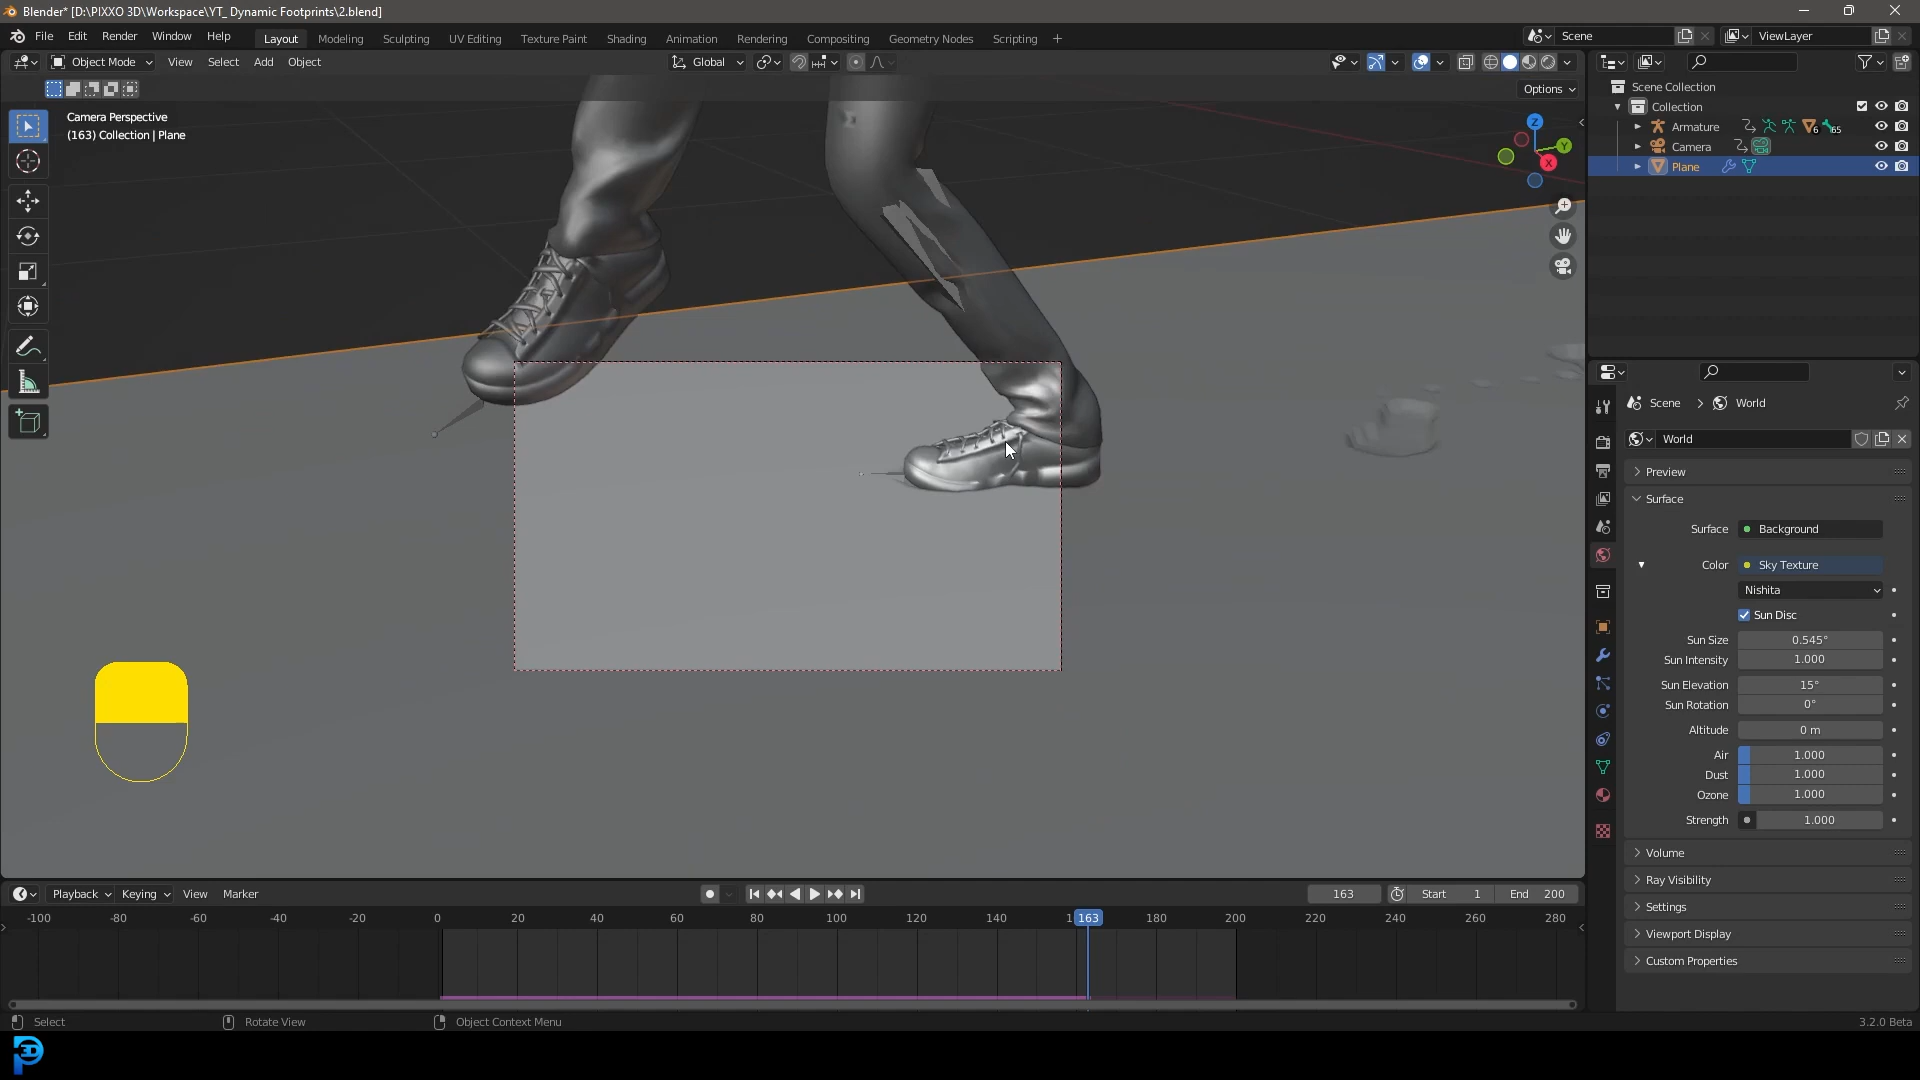 Blender* [D:\PIXXO 3D\Workspace\YT_ Dynamic Footprints\2.blend]
File Edit Render Window Help Layout Modeling Sculpting UV Editing Texture Paint Shading Animation Rendering Compositing Geometry Nodes Scripting + Scene ViewLayer
Object Mode View Select Add Object Global
Options
Camera Perspective
(163) Collection | Plane
Z
Y
X
Scene Collection
Collection
Armature 6 65
Camera
Plane
Scene > World
World
Preview
Surface
Surface Background
Color Sky Texture
Nishita
Sun Disc
Sun Size 0.545°
Sun Intensity 1.000
Sun Elevation 15°
Sun Rotation 0°
Altitude 0 m
Air 1.000
Dust 1.000
Ozone 1.000
Strength 1.000
Volume
Ray Visibility
Settings
Viewport Display
Custom Properties
Playback Keying View Marker 163 Start 1 End 200
-100 -80 -60 -40 -20 0 20 40 60 80 100 120 140 163 180 200 220 240 260 280
Select Rotate View Object Context Menu 3.2.0 Beta
3D